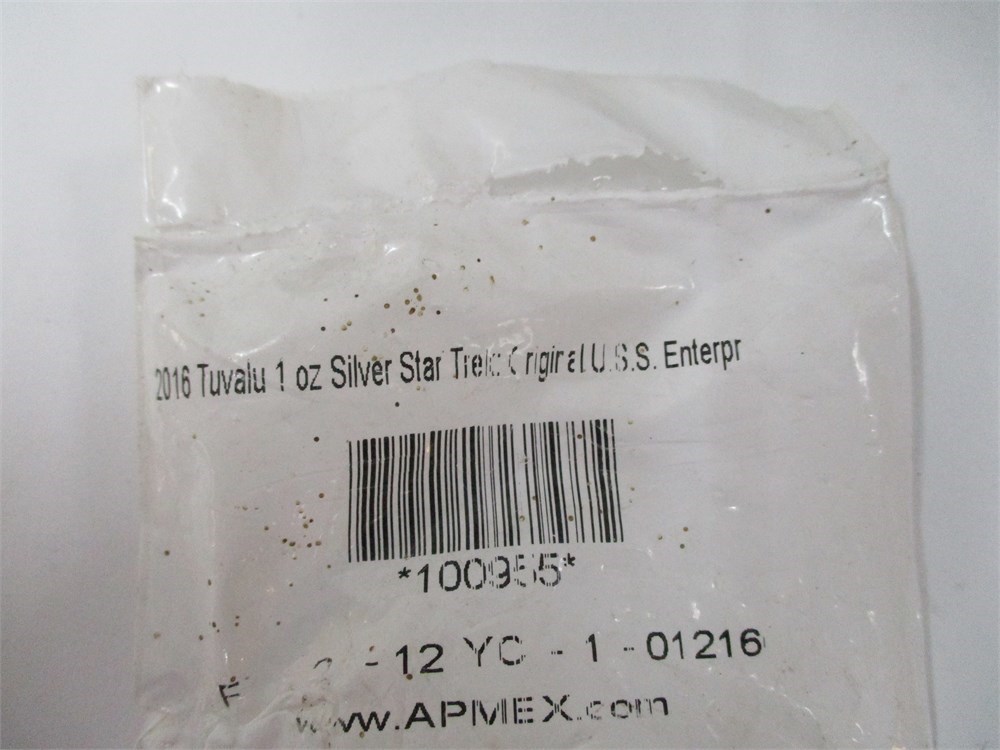 2016 Tuvalu 1 oz Silver Star Trek: Original U.S.S. Enterpr
*100955*
- 12 YC - 1 - 01216
www.APMEX.com